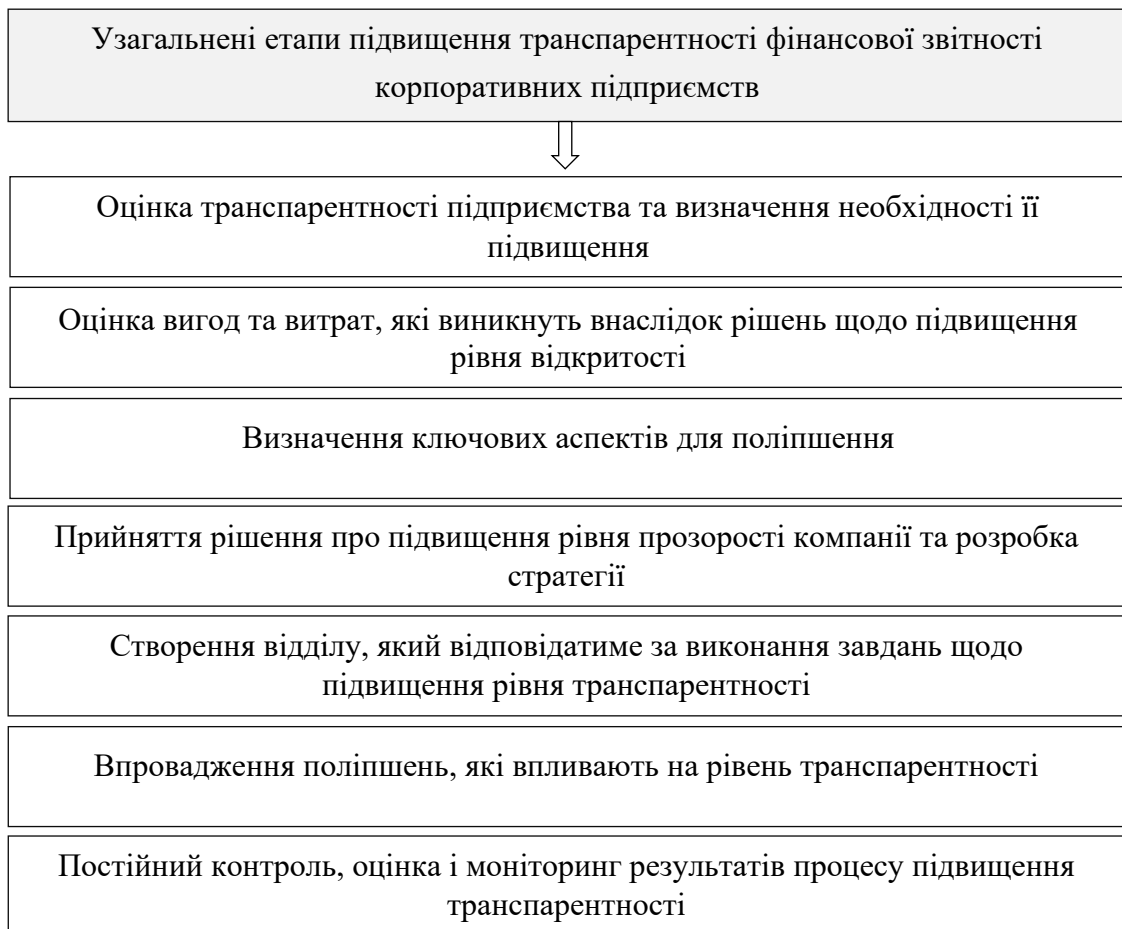 Узагальнені етапи підвищення транспарентності фінансової звітності
корпоративних підприємств
Оцінка транспарентності підприємства та визначення необхідності її
підвищення
Оцінка вигод та витрат, які виникнуть внаслідок рішень щодо підвищення
рівня відкритості
Визначення ключових аспектів для поліпшення
Прийняття рішення про підвищення рівня прозорості компанії та розробка
стратегії
Створення відділу, який відповідатиме за виконання завдань щодо
підвищення рівня транспарентності
Впровадження поліпшень, які впливають на рівень транспарентності
Постійний контроль, оцінка і моніторинг результатів процесу підвищення
транспарентності